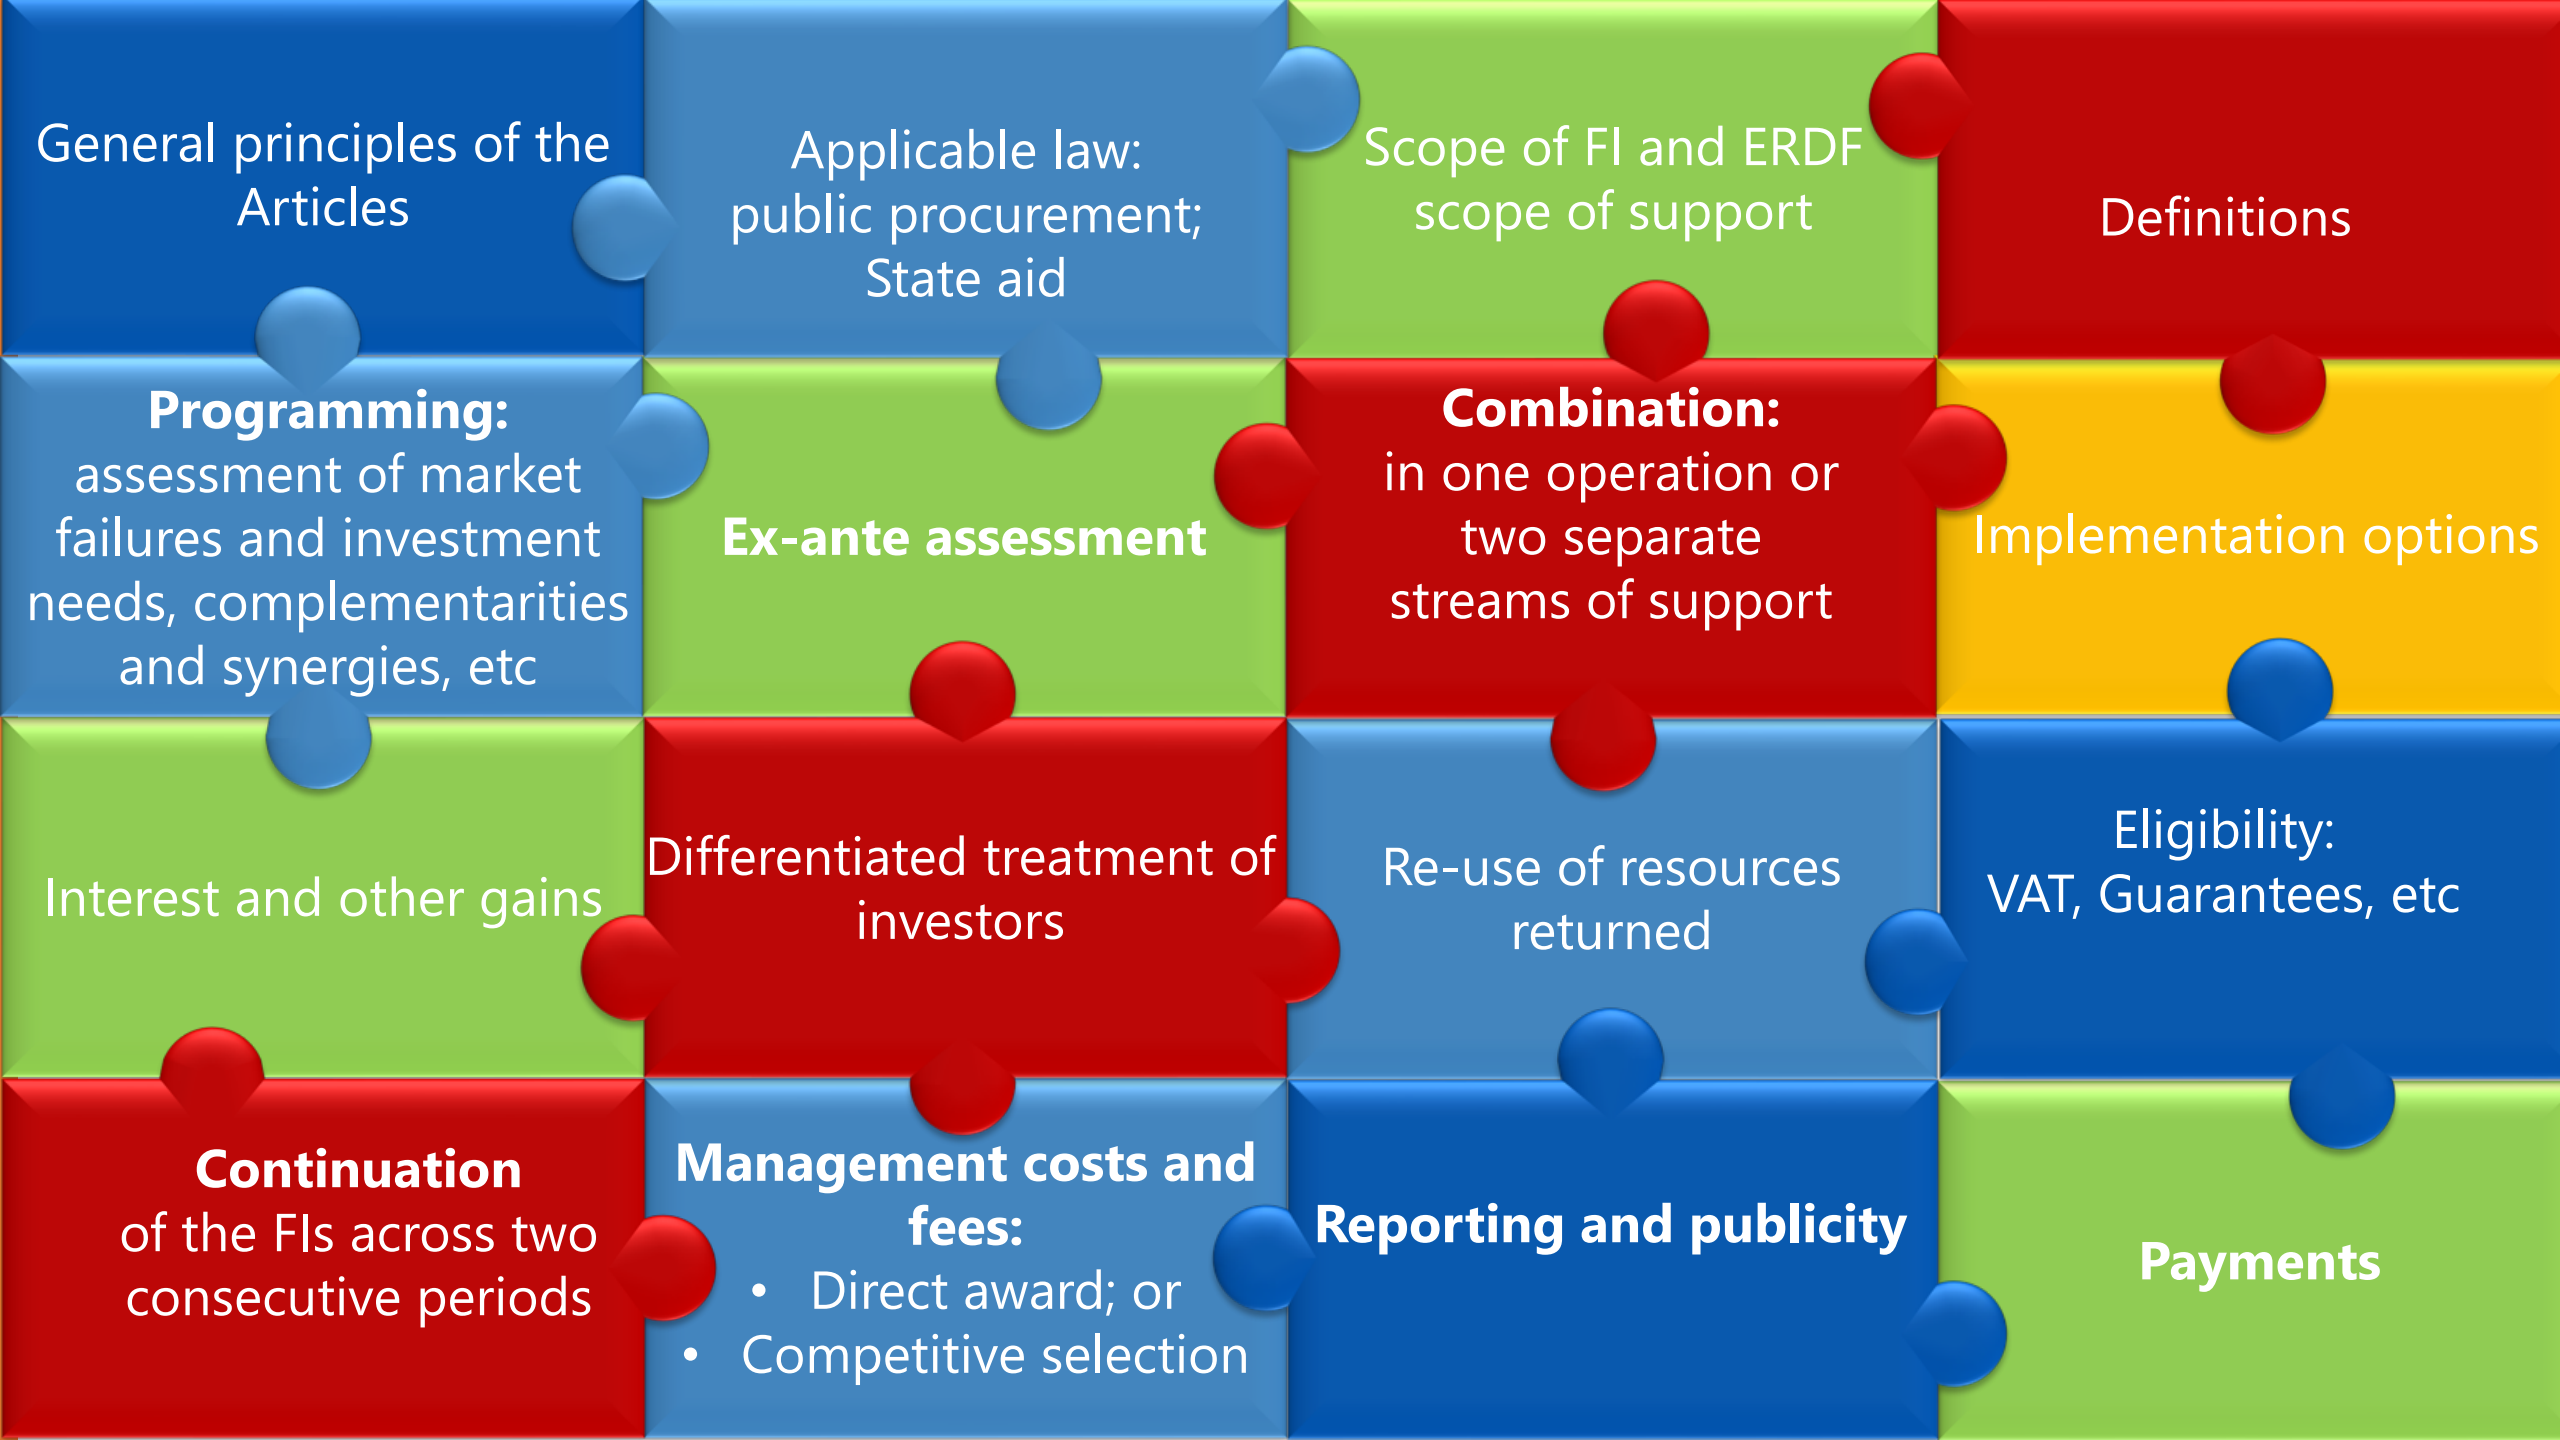 General principles of the
Articles
Applicable law:
public procurement;
State aid
Scope of FI and ERDF
scope of support
Definitions
Programming:
assessment of market
failures and investment
needs, complementarities
and synergies, etc
Ex-ante assessment
Combination:
in one operation or
two separate
streams of support
Implementation options
Interest and other gains
Differentiated treatment of
investors
Re-use of resources
returned
Eligibility:
VAT, Guarantees, etc
Continuation
of the FIs across two
consecutive periods
Management costs and
fees:
• Direct award; or
• Competitive selection
Reporting and publicity
Payments